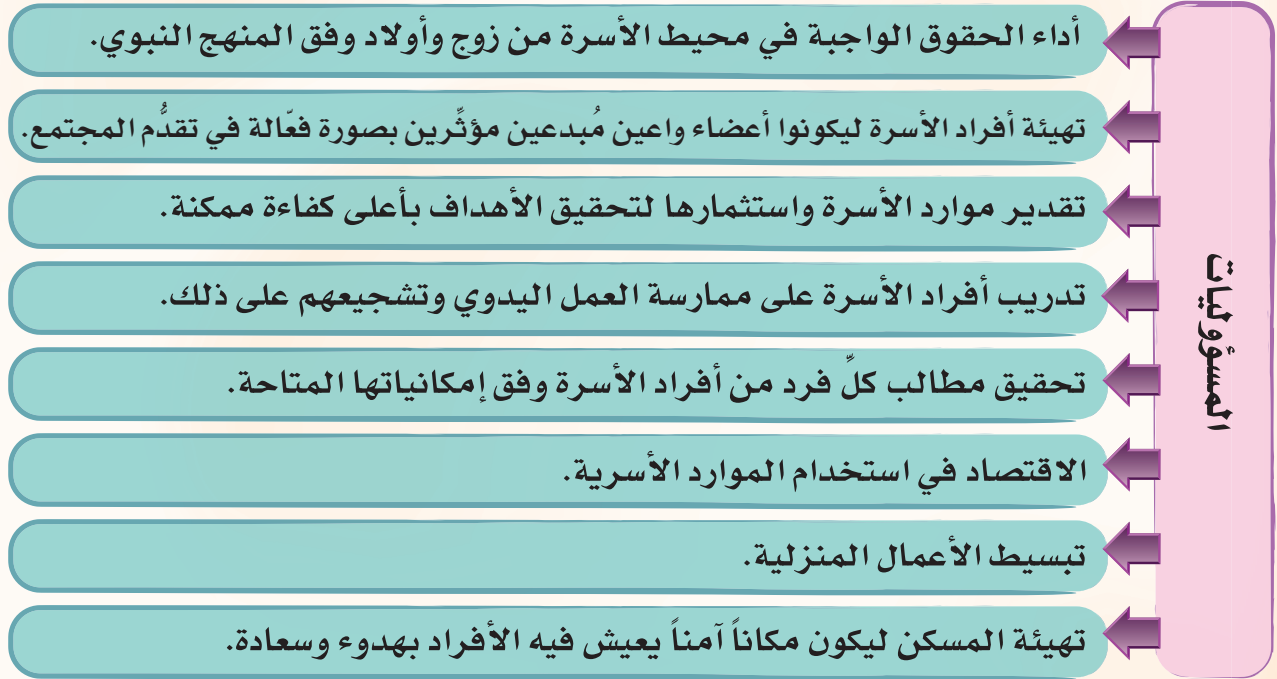 المسؤوليات
أداء الحقوق الواجبة في محيط الأسرة من زوج وأولاد وفق المنهج النبوي.
تهيئة أفراد الأسرة ليكونوا أعضاء واعين مُبدعين مؤثِّرين بصورة فعّالة في تقدُّم المجتمع.
تقدير موارد الأسرة واستثمارها لتحقيق الأهداف بأعلى كفاءة ممكنة.
تدريب أفراد الأسرة على ممارسة العمل اليدوي وتشجيعهم على ذلك.
تحقيق مطالب كلِّ فرد من أفراد الأسرة وفق إمكانياتها المتاحة.
الاقتصاد في استخدام الموارد الأسرية.
تبسيط الأعمال المنزلية.
تهيئة المسكن ليكون مكاناً آمناً يعيش فيه الأفراد بهدوء وسعادة.